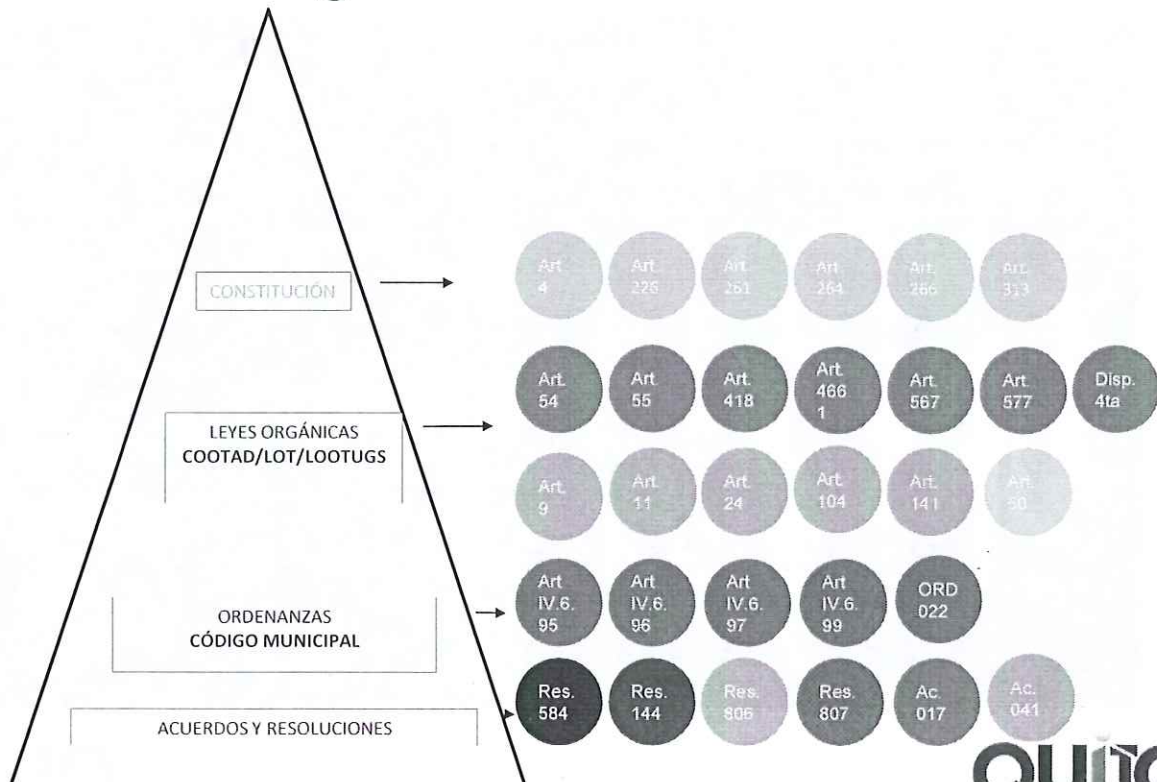 CONSTITUCIÓN
Art. 4
Art. 226
Art. 261
Art. 264
Art. 266
Art. 313
LEYES ORGÁNICAS
COOTAD/LOT/LOOTUGS
Art. 54
Art. 55
Art. 418
Art. 466 1
Art. 567
Art. 577
Disp. 4ta
Art. 9
Art. 11
Art. 24
Art. 104
Art. 141
Art. 60
ORDENANZAS
CÓDIGO MUNICIPAL
Art IV.6. 95
Art IV.6. 96
Art IV.6. 97
Art IV.6. 99
ORD 022
ACUERDOS Y RESOLUCIONES
Res. 584
Res. 144
Res. 806
Res. 807
Ac. 017
Ac. 041
QUITO